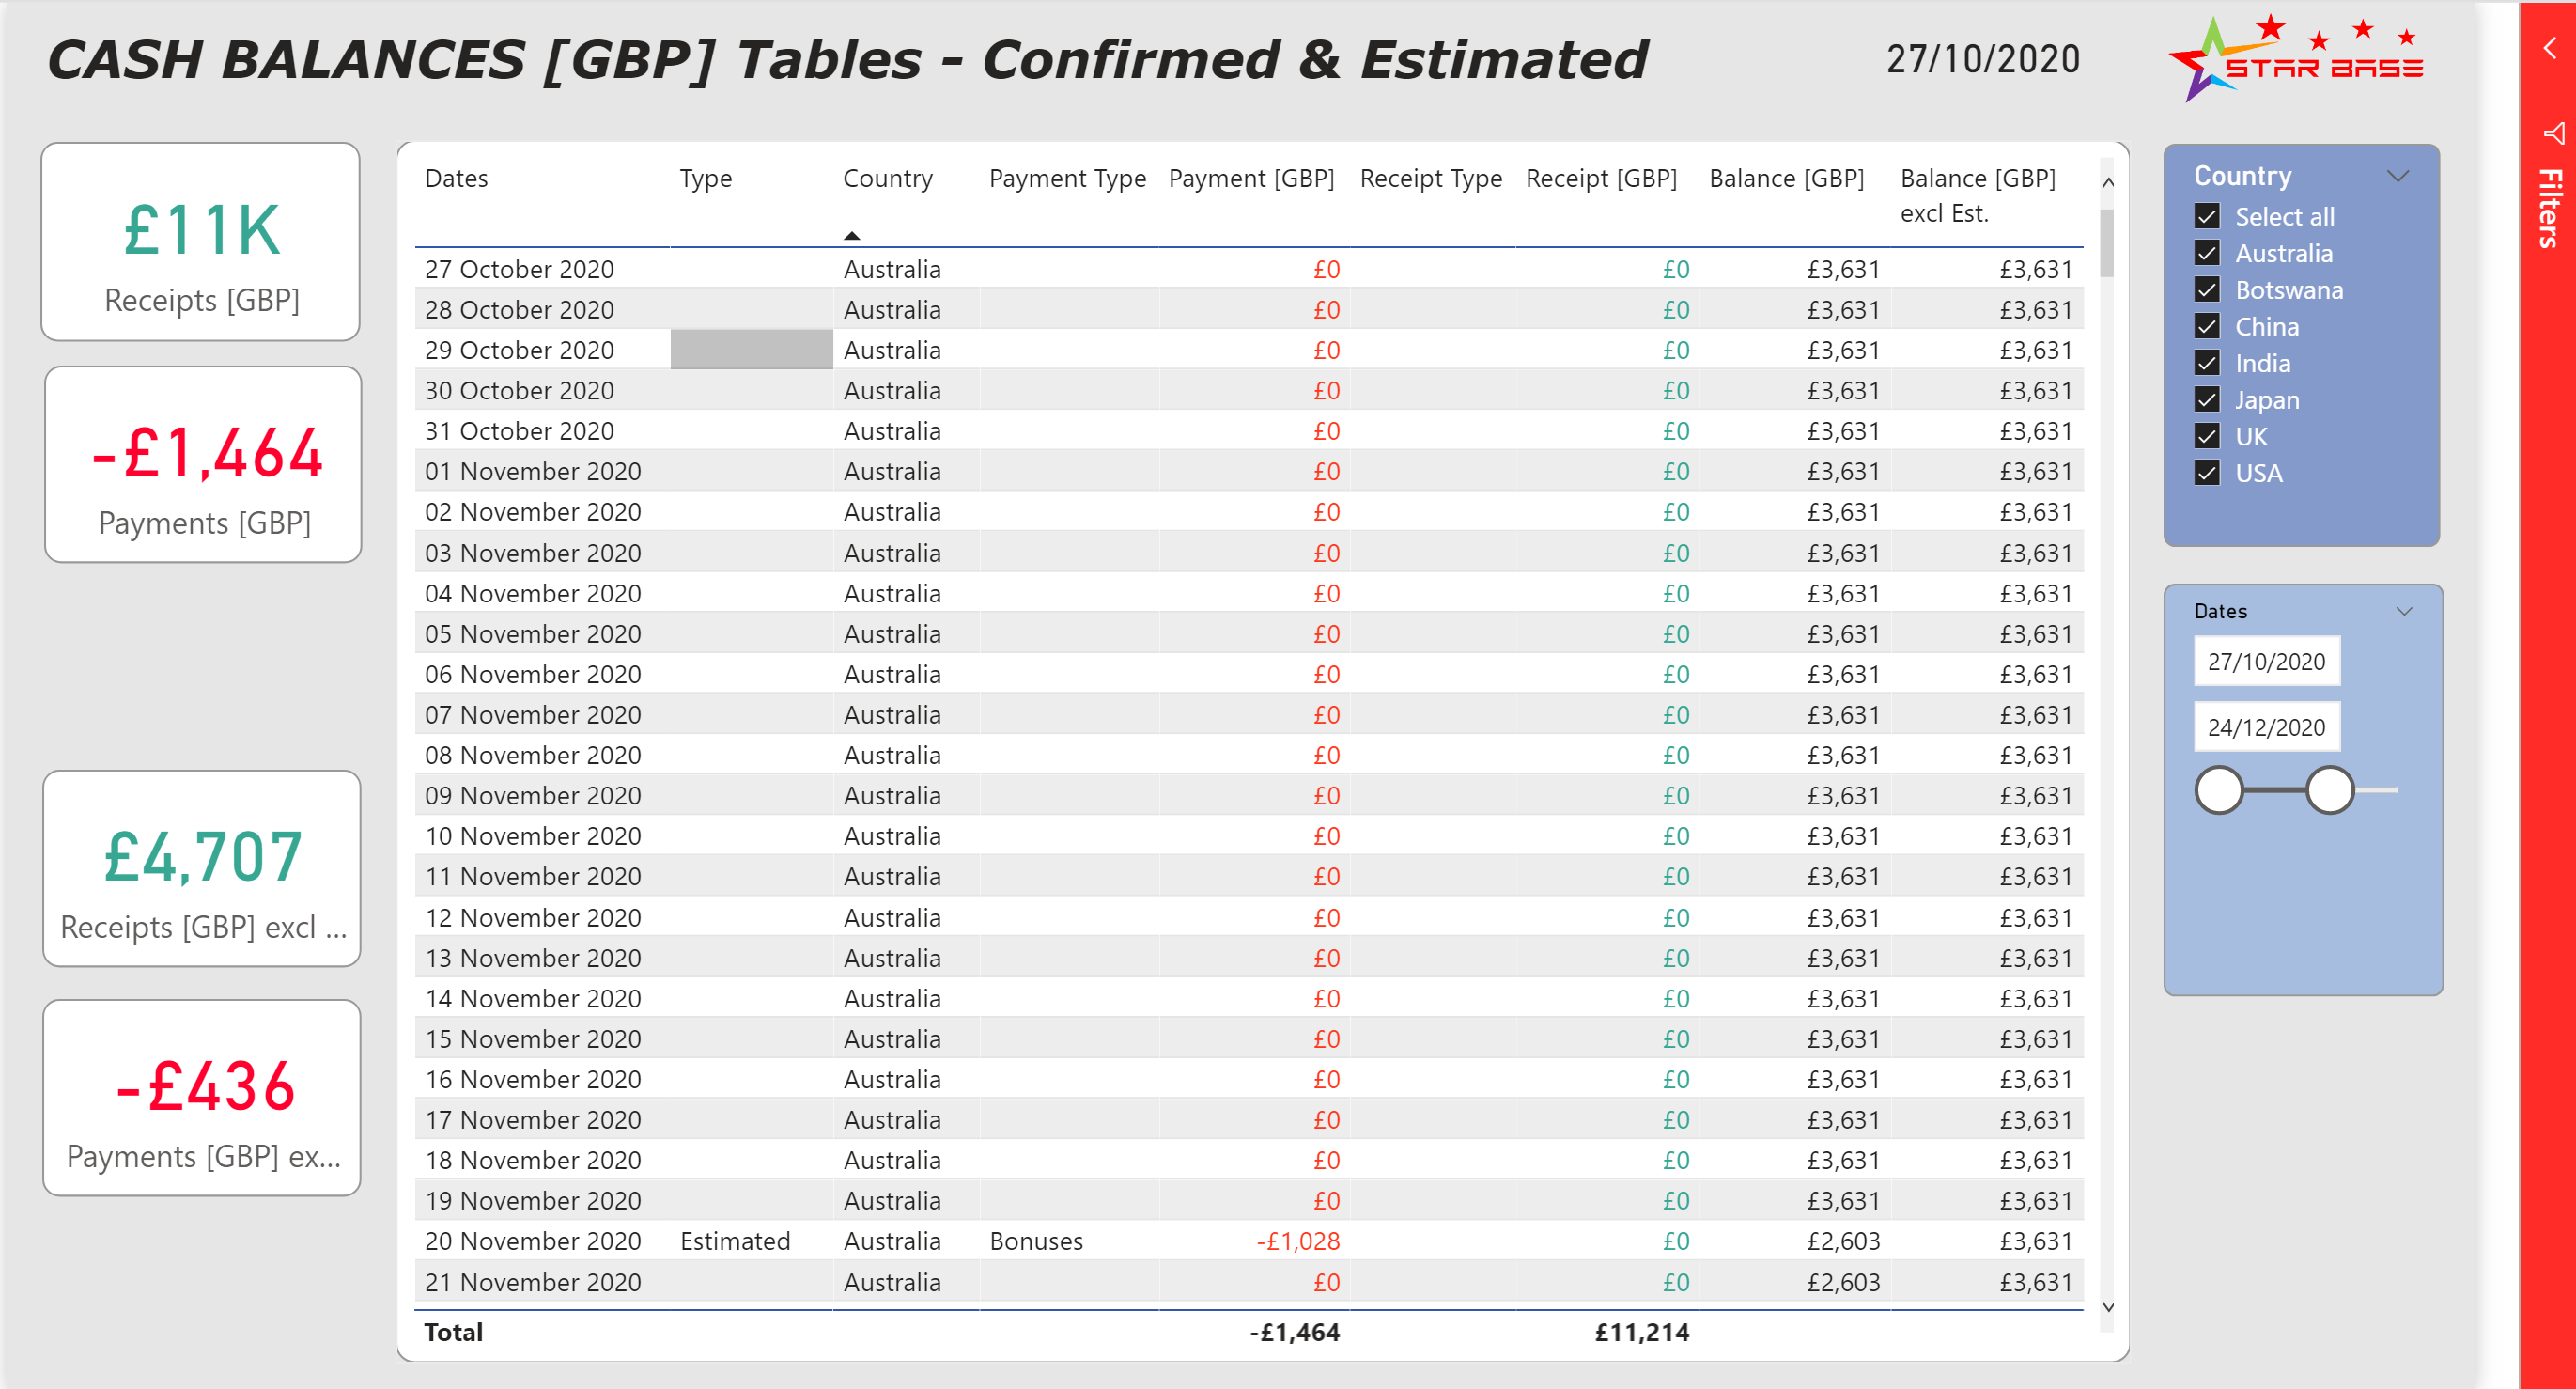 CASH BALANCES [GBP] Tables - Confirmed & Estimated
27/10/2020
STAR BASE
£11K
Receipts [GBP]
-£1,464
Payments [GBP]
£4,707
Receipts [GBP] excl ...
-£436
Payments [GBP] ex...
Dates Type Country Payment Type Payment [GBP] Receipt Type Receipt [GBP] Balance [GBP] Balance [GBP] excl Est.
27 October 2020 Australia £0 £0 £3,631 £3,631
28 October 2020 Australia £0 £0 £3,631 £3,631
29 October 2020 Australia £0 £0 £3,631 £3,631
30 October 2020 Australia £0 £0 £3,631 £3,631
31 October 2020 Australia £0 £0 £3,631 £3,631
01 November 2020 Australia £0 £0 £3,631 £3,631
02 November 2020 Australia £0 £0 £3,631 £3,631
03 November 2020 Australia £0 £0 £3,631 £3,631
04 November 2020 Australia £0 £0 £3,631 £3,631
05 November 2020 Australia £0 £0 £3,631 £3,631
06 November 2020 Australia £0 £0 £3,631 £3,631
07 November 2020 Australia £0 £0 £3,631 £3,631
08 November 2020 Australia £0 £0 £3,631 £3,631
09 November 2020 Australia £0 £0 £3,631 £3,631
10 November 2020 Australia £0 £0 £3,631 £3,631
11 November 2020 Australia £0 £0 £3,631 £3,631
12 November 2020 Australia £0 £0 £3,631 £3,631
13 November 2020 Australia £0 £0 £3,631 £3,631
14 November 2020 Australia £0 £0 £3,631 £3,631
15 November 2020 Australia £0 £0 £3,631 £3,631
16 November 2020 Australia £0 £0 £3,631 £3,631
17 November 2020 Australia £0 £0 £3,631 £3,631
18 November 2020 Australia £0 £0 £3,631 £3,631
19 November 2020 Australia £0 £0 £3,631 £3,631
20 November 2020 Estimated Australia Bonuses -£1,028 £0 £2,603 £3,631
21 November 2020 Australia £0 £0 £2,603 £3,631
Total -£1,464 £11,214
Country
Select all
Australia
Botswana
China
India
Japan
UK
USA
Dates
27/10/2020
24/12/2020
Filters